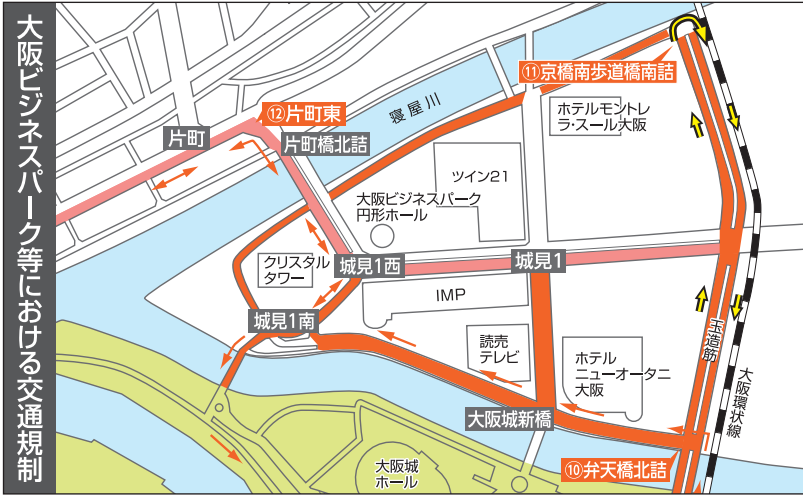 大阪ビジネスパーク等における交通規制
⑪京橋南歩道橋南詰
⑫片町東
寝屋川
ホテルモントレ
ラ・スール大阪
片町
片町橋北詰
ツイン21
大阪ビジネスパーク
円形ホール
クリスタル
タワー
城見1西
城見1
IMP
城見1南
読売
テレビ
ホテル
ニューオータニ
大阪
玉造筋
大阪環状線
大阪城新橋
⑩弁天橋北詰
大阪城
ホール